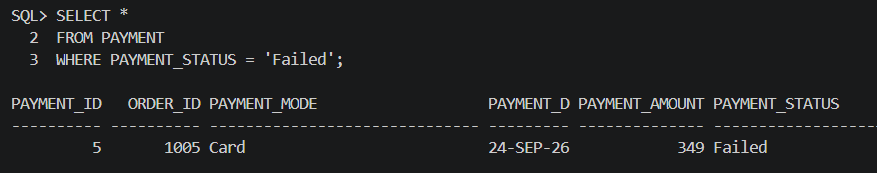 SQL> SELECT *
  2  FROM PAYMENT
  3  WHERE PAYMENT_STATUS = 'Failed';
PAYMENT_ID   ORDER_ID PAYMENT_MODE                   PAYMENT_D PAYMENT_AMOUNT PAYMENT_STATUS
---------- ---------- ------------------------------ --------- -------------- ------------------
         5       1005 Card                           24-SEP-26            349 Failed